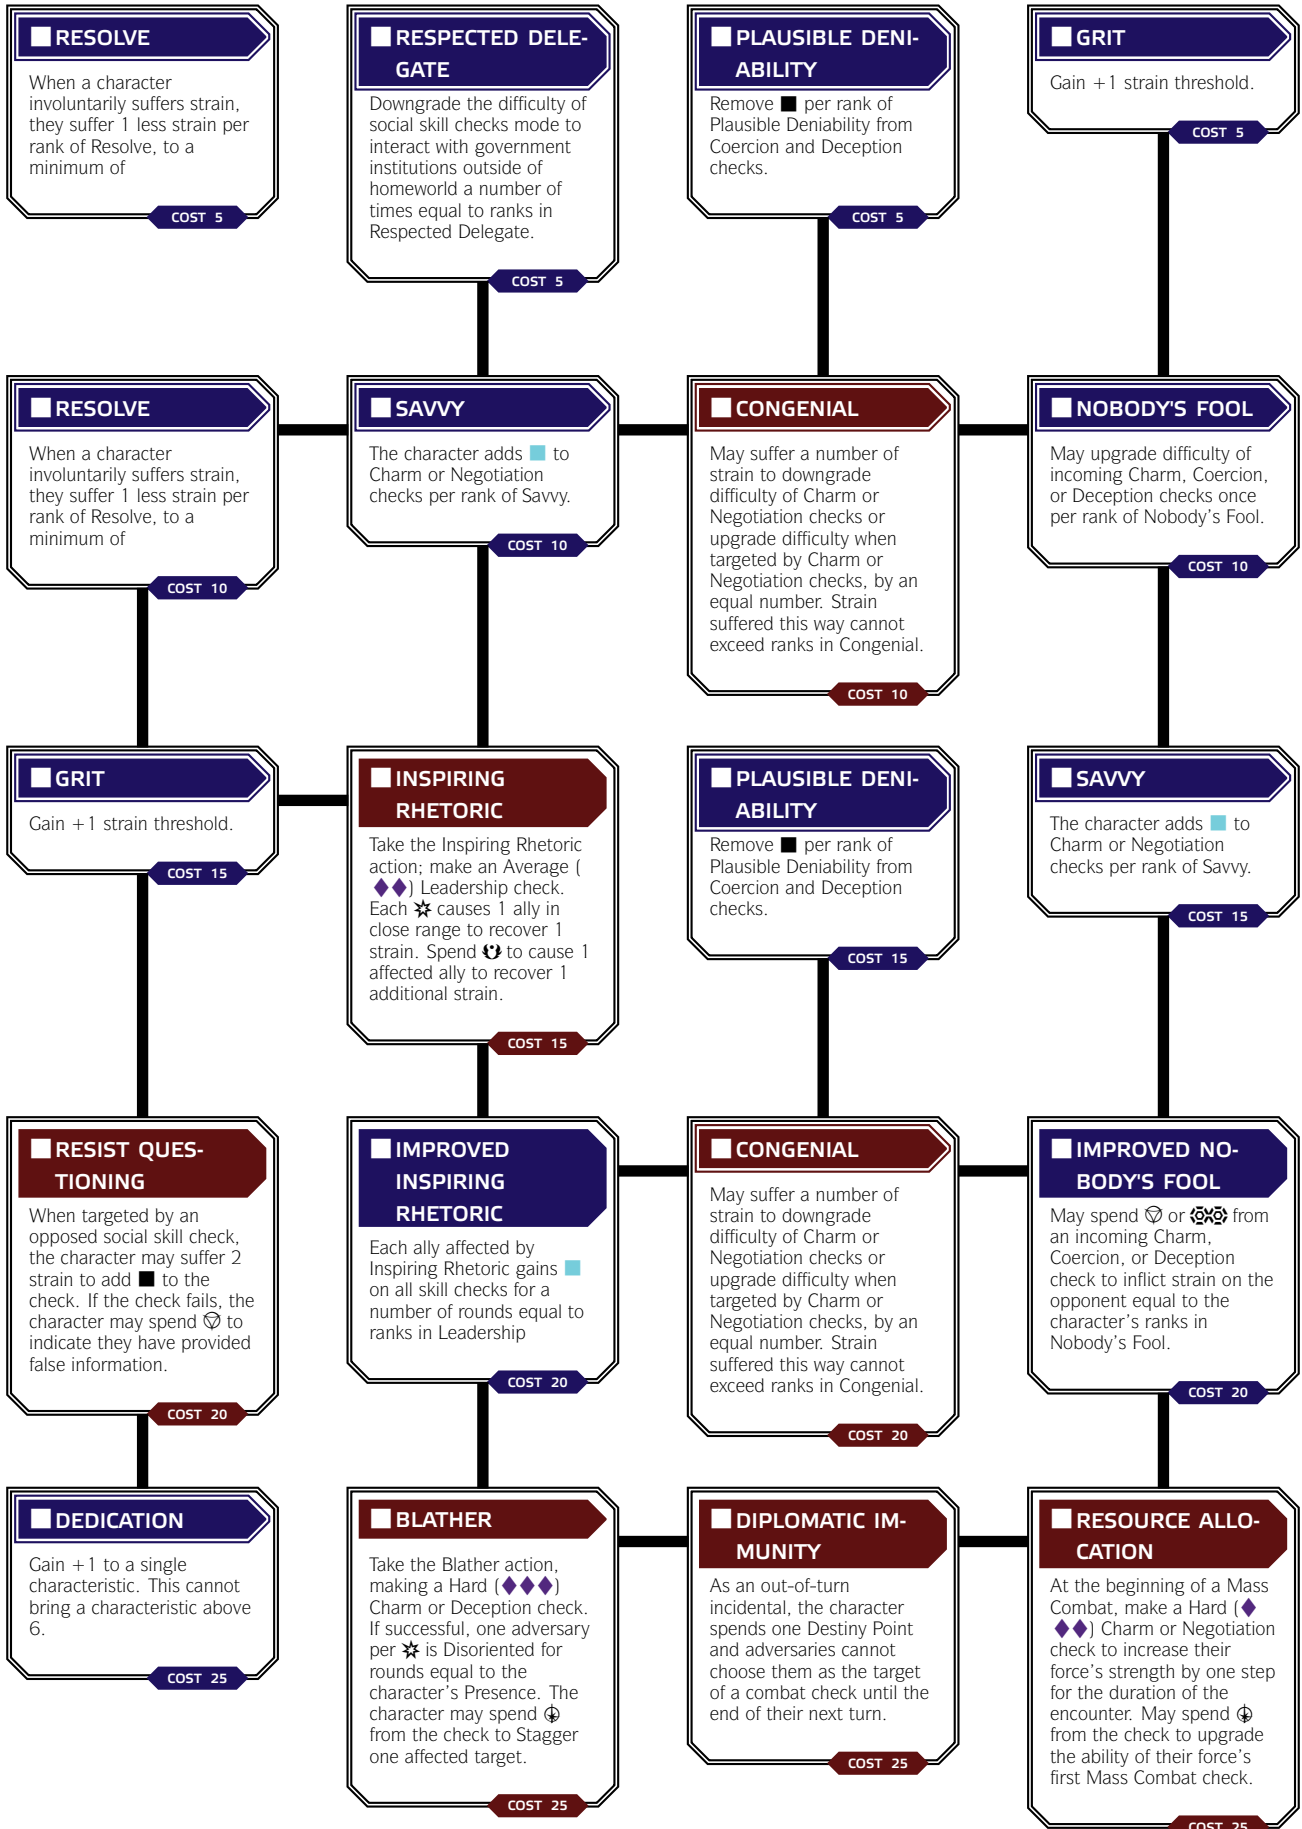 RESOLVE
When a character
involuntarily suffers strain,
they suffer 1 less strain per
rank of Resolve, to a
minimum of
COST 5
RESPECTED DELE-
GATE
Downgrade the difficulty of
social skill checks mode to
interact with government
institutions outside of
homeworld a number of
times equal to ranks in
Respected Delegate.
COST 5
PLAUSIBLE DENI-
ABILITY
Remove ■ per rank of
Plausible Deniability from
Coercion and Deception
checks.
COST 5
GRIT
Gain +1 strain threshold.
COST 5
RESOLVE
When a character
involuntarily suffers strain,
they suffer 1 less strain per
rank of Resolve, to a
minimum of
COST 10
SAVVY
The character adds ■ to
Charm or Negotiation
checks per rank of Savvy.
COST 10
CONGENIAL
May suffer a number of
strain to downgrade
difficulty of Charm or
Negotiation checks or
upgrade difficulty when
targeted by Charm or
Negotiation checks, by an
equal number. Strain
suffered this way cannot
exceed ranks in Congenial.
COST 10
NOBODY'S FOOL
May upgrade difficulty of
incoming Charm, Coercion,
or Deception checks once
per rank of Nobody's Fool.
COST 10
GRIT
Gain +1 strain threshold.
COST 15
INSPIRING
RHETORIC
Take the Inspiring Rhetoric
action; make an Average (
◆◆) Leadership check.
Each causes 1 ally in
close range to recover 1
strain. Spend to cause 1
affected ally to recover 1
additional strain.
COST 15
PLAUSIBLE DENI-
ABILITY
Remove ■ per rank of
Plausible Deniability from
Coercion and Deception
checks.
COST 15
SAVVY
The character adds ■ to
Charm or Negotiation
checks per rank of Savvy.
COST 15
RESIST QUES-
TIONING
When targeted by an
opposed social skill check,
the character may suffer 2
strain to add ■ to the
check. If the check fails, the
character may spend to
indicate they have provided
false information.
COST 20
IMPROVED
INSPIRING
RHETORIC
Each ally affected by
Inspiring Rhetoric gains ■
on all skill checks for a
number of rounds equal to
ranks in Leadership
COST 20
CONGENIAL
May suffer a number of
strain to downgrade
difficulty of Charm or
Negotiation checks or
upgrade difficulty when
targeted by Charm or
Negotiation checks, by an
equal number. Strain
suffered this way cannot
exceed ranks in Congenial.
COST 20
IMPROVED NO-
BODY'S FOOL
May spend or from
an incoming Charm,
Coercion, or Deception
check to inflict strain on the
opponent equal to the
character's ranks in
Nobody's Fool.
COST 20
DEDICATION
Gain +1 to a single
characteristic. This cannot
bring a characteristic above
6.
COST 25
BLATHER
Take the Blather action,
making a Hard (◆◆◆)
Charm or Deception check.
If successful, one adversary
per is Disoriented for
rounds equal to the
character's Presence. The
character may spend
from the check to Stagger
one affected target.
COST 25
DIPLOMATIC IM-
MUNITY
As an out-of-turn
incidental, the character
spends one Destiny Point
and adversaries cannot
choose them as the target
of a combat check until the
end of their next turn.
COST 25
RESOURCE ALLO-
CATION
At the beginning of a Mass
Combat, make a Hard (◆
◆◆) Charm or Negotiation
check to increase their
force's strength by one step
for the duration of the
encounter. May spend
from the check to upgrade
the ability of their force's
first Mass Combat check.
COST 25